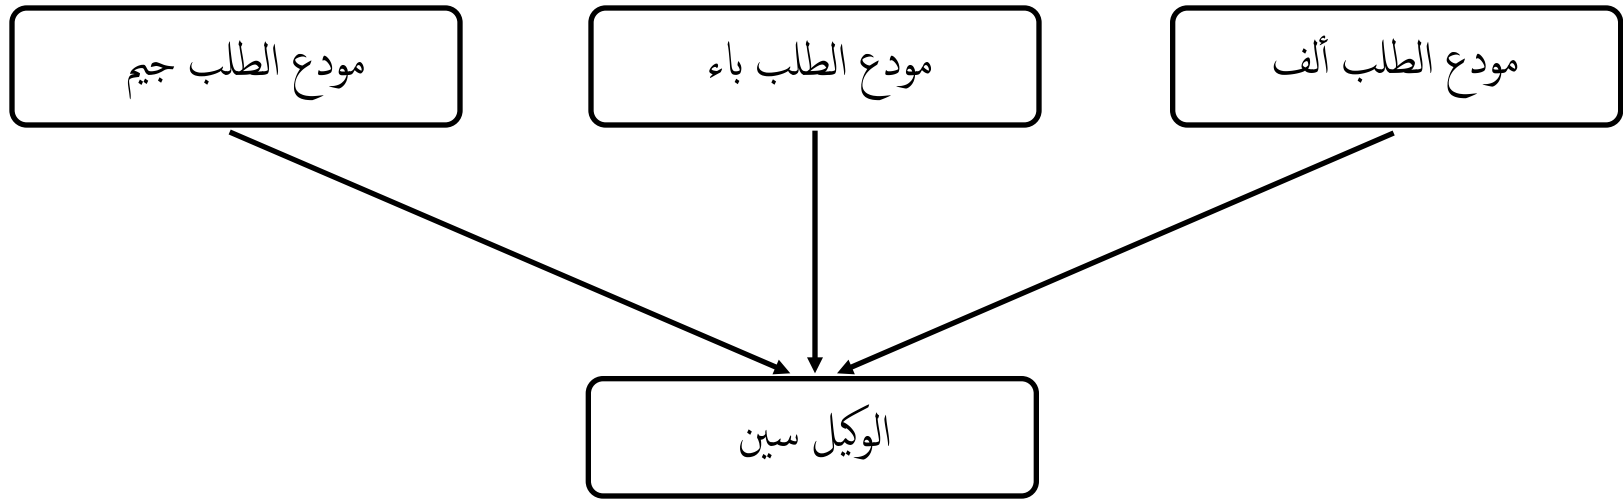 مودع الطلب ألف
مودع الطلب باء
مودع الطلب جيم
الوكيل سين